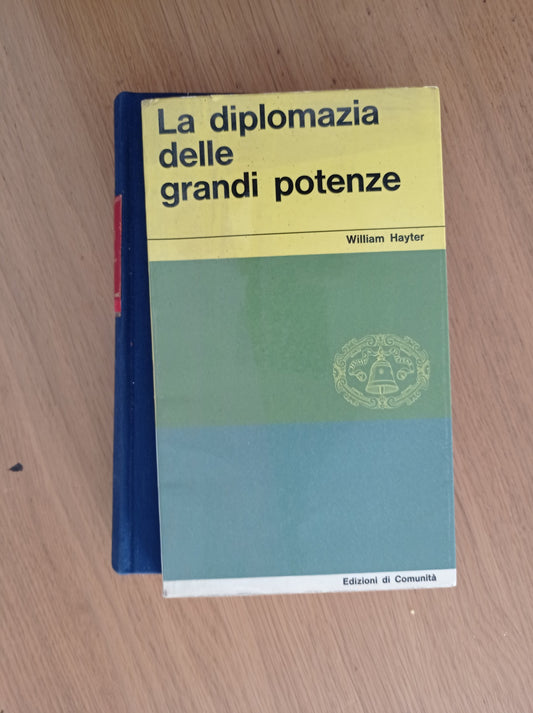 La diplomazia
delle
grandi potenze
William Hayter
Edizioni di Comunità